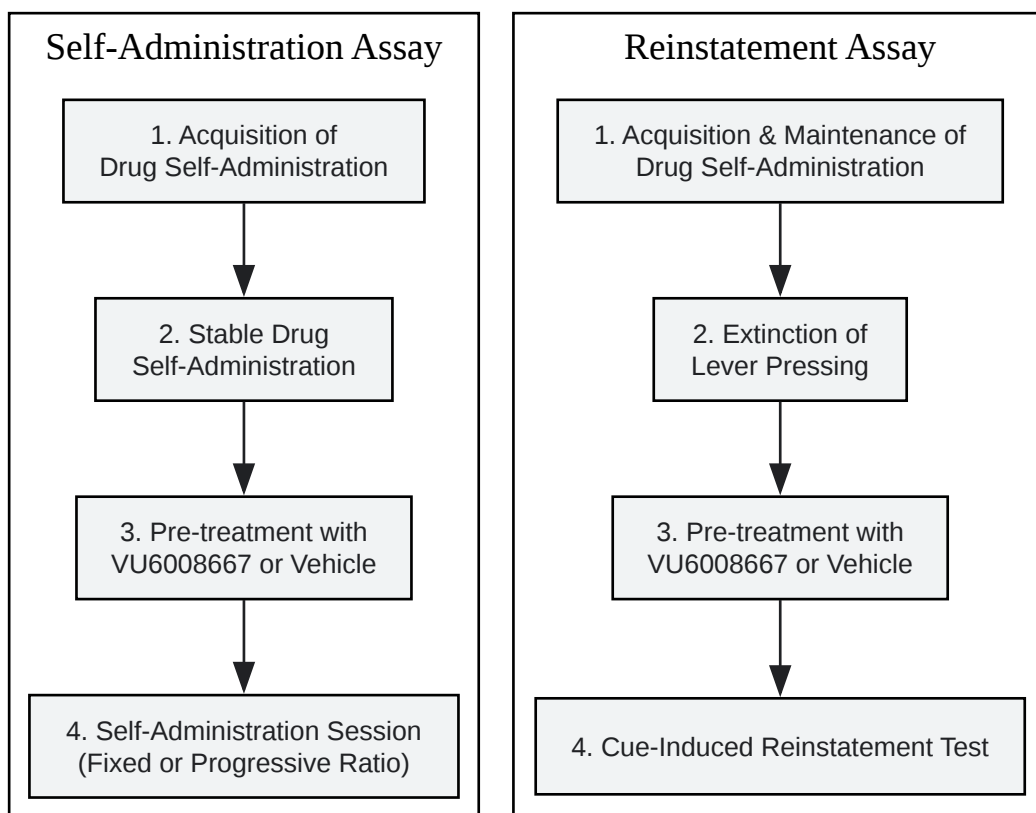 Self-Administration Assay
1. Acquisition of
Drug Self-Administration
2. Stable Drug
Self-Administration
3. Pre-treatment with
VU6008667 or Vehicle
4. Self-Administration Session
(Fixed or Progressive Ratio)
Reinstatement Assay
1. Acquisition & Maintenance of
Drug Self-Administration
2. Extinction of
Lever Pressing
3. Pre-treatment with
VU6008667 or Vehicle
4. Cue-Induced Reinstatement Test